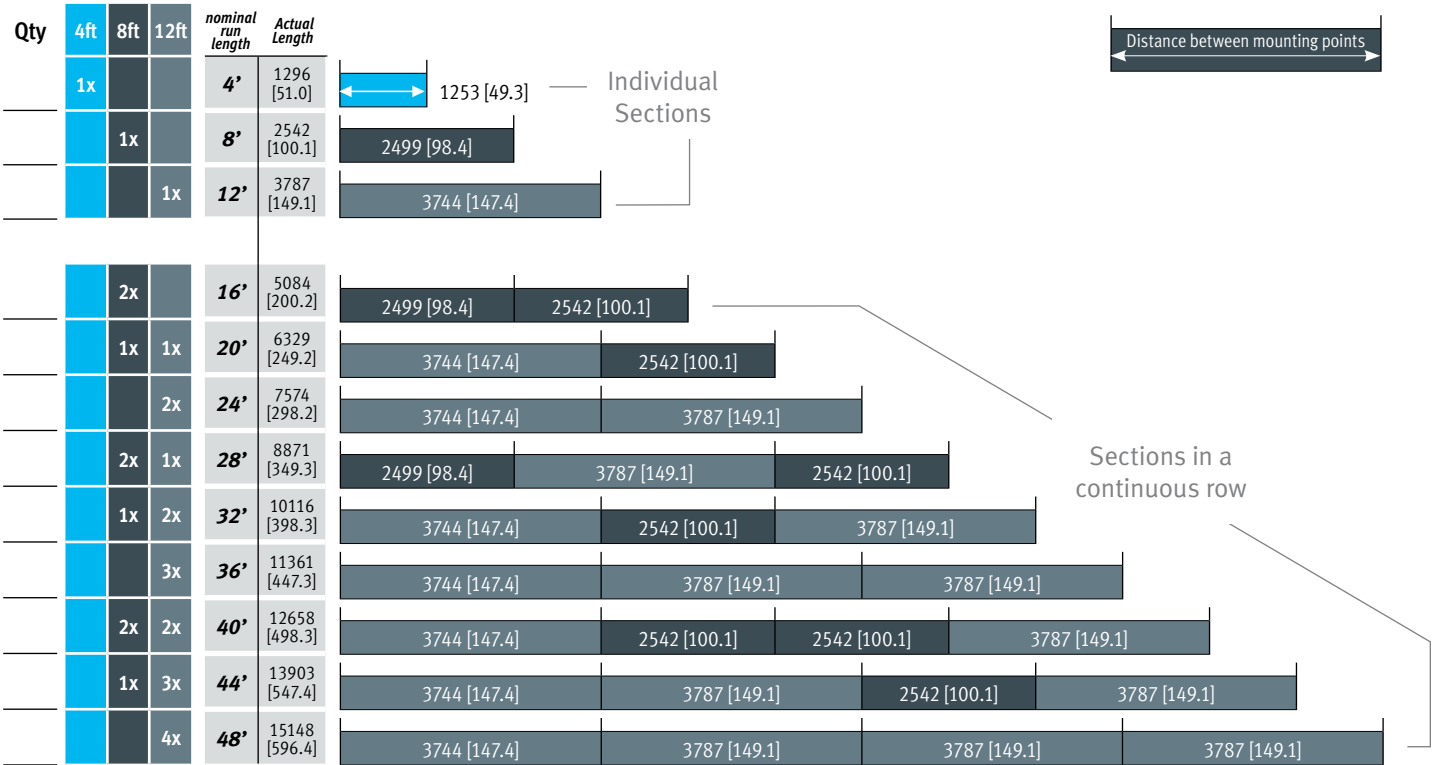 Qty 4ft 8ft 12ft nominal run length Actual Length
Distance between mounting points
1x 4’ 1296 [51.0] 1253 [49.3]
Individual
Sections
1x 8’ 2542 [100.1] 2499 [98.4]
1x 12’ 3787 [149.1] 3744 [147.4]
2x 16’ 5084 [200.2] 2499 [98.4] 2542 [100.1]
1x 1x 20’ 6329 [249.2] 3744 [147.4] 2542 [100.1]
2x 24’ 7574 [298.2] 3744 [147.4] 3787 [149.1]
2x 1x 28’ 8871 [349.3] 2499 [98.4] 3787 [149.1] 2542 [100.1]
Sections in a
continuous row
1x 2x 32’ 10116 [398.3] 3744 [147.4] 2542 [100.1] 3787 [149.1]
3x 36’ 11361 [447.3] 3744 [147.4] 3787 [149.1] 3787 [149.1]
2x 2x 40’ 12658 [498.3] 3744 [147.4] 2542 [100.1] 2542 [100.1] 3787 [149.1]
1x 3x 44’ 13903 [547.4] 3744 [147.4] 3787 [149.1] 2542 [100.1] 3787 [149.1]
4x 48’ 15148 [596.4] 3744 [147.4] 3787 [149.1] 3787 [149.1] 3787 [149.1]